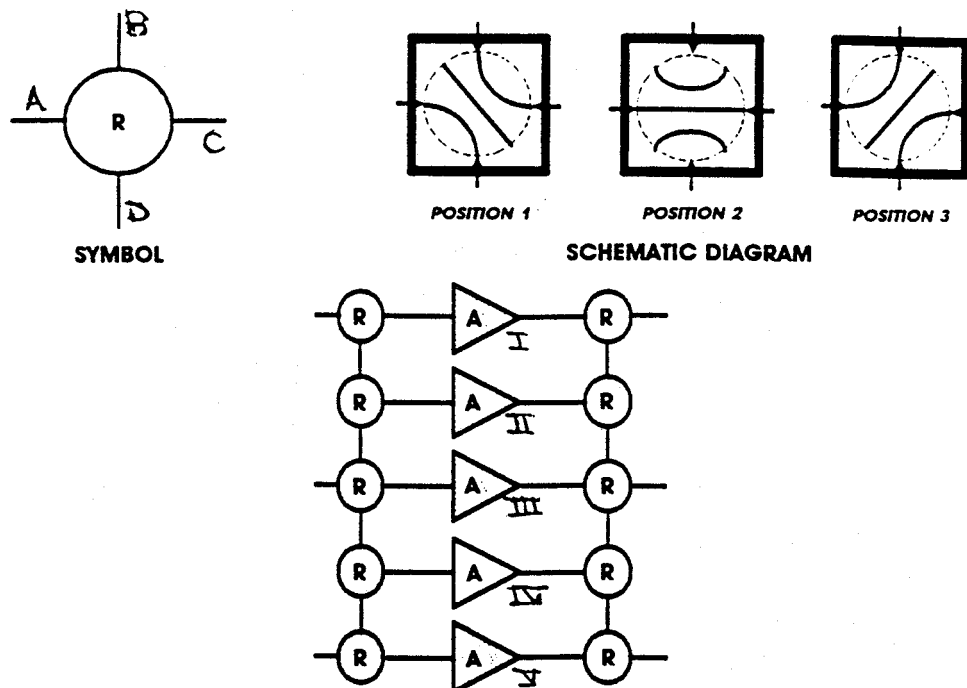 B
A
R
C
D
SYMBOL
POSITION 1
POSITION 2
POSITION 3
SCHEMATIC DIAGRAM
R A R
I
R A R
II
R A R
III
R A R
IV
R A R
V